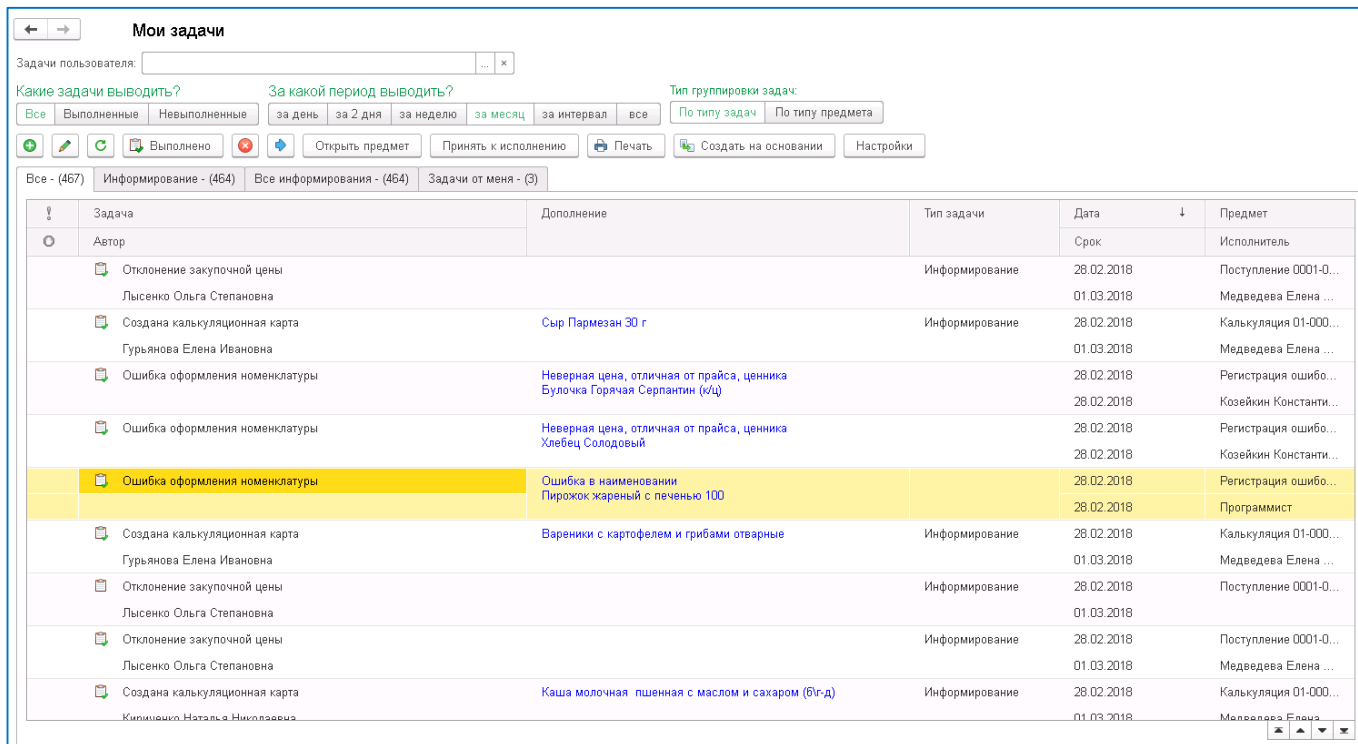 Мои задачи
Задачи пользователя:
Какие задачи выводить? За какой период выводить? Тип группировки задач:
Все Выполненные Невыполненные за день за 2 дня за неделю за месяц за интервал все По типу задач По типу предмета
Выполнено Открыть предмет Принять к исполнению Печать Создать на основании Настройки
Все - (467) Информирование - (464) Все информирования - (464) Задачи от меня - (3)
Задача Дополнение Тип задачи Дата ↓ Предмет
Автор Срок Исполнитель
Отклонение закупочной цены Информирование 28.02.2018 Поступление 0001-0...
Лысенко Ольга Степановна 01.03.2018 Медведева Елена ...
Создана калькуляционная карта Сыр Пармезан 30 г Информирование 28.02.2018 Калькуляция 01-000...
Гурьянова Елена Ивановна 01.03.2018 Медведева Елена ...
Ошибка оформления номенклатуры Неверная цена, отличная от прайса, ценника 28.02.2018 Регистрация ошибо...
Булочка Горячая Серпантин (к/ц) 28.02.2018 Козейкин Константи...
Ошибка оформления номенклатуры Неверная цена, отличная от прайса, ценника 28.02.2018 Регистрация ошибо...
Хлебец Солодовый 28.02.2018 Козейкин Константи...
Ошибка оформления номенклатуры Ошибка в наименовании 28.02.2018 Регистрация ошибо...
Пирожок жареный с печенью 100 28.02.2018 Программист
Создана калькуляционная карта Вареники с картофелем и грибами отварные Информирование 28.02.2018 Калькуляция 01-000...
Гурьянова Елена Ивановна 01.03.2018 Медведева Елена ...
Отклонение закупочной цены Информирование 28.02.2018 Поступление 0001-0...
Лысенко Ольга Степановна 01.03.2018
Отклонение закупочной цены Информирование 28.02.2018 Поступление 0001-0...
Лысенко Ольга Степановна 01.03.2018 Медведева Елена ...
Создана калькуляционная карта Каша молочная пшенная с маслом и сахаром (б\г-д) Информирование 28.02.2018 Калькуляция 01-000...
Кириченко Наталья Николаевна 01.03.2018 Медведева Елена ...